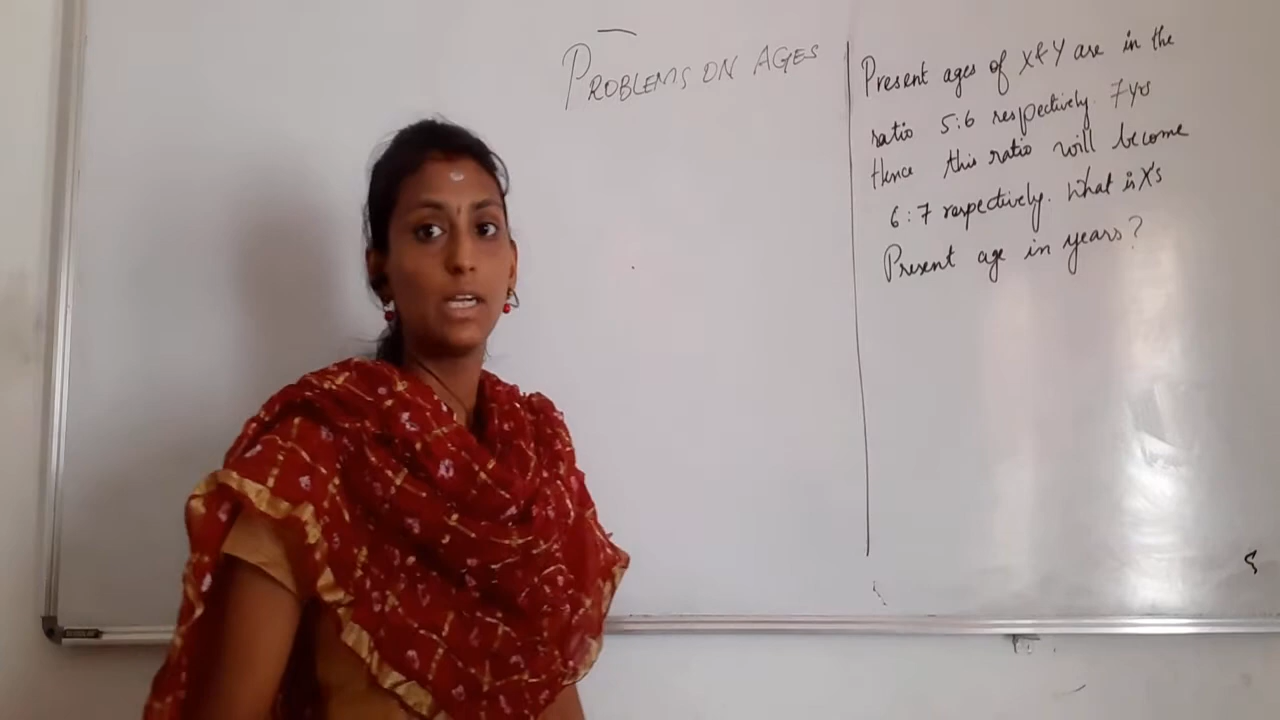 PROBLEMS ON AGES
Present ages of X & Y are in the
ratio 5:6 respectively. 7yrs
Hence this ratio will become
6:7 respectively. What is X's
Present age in years?